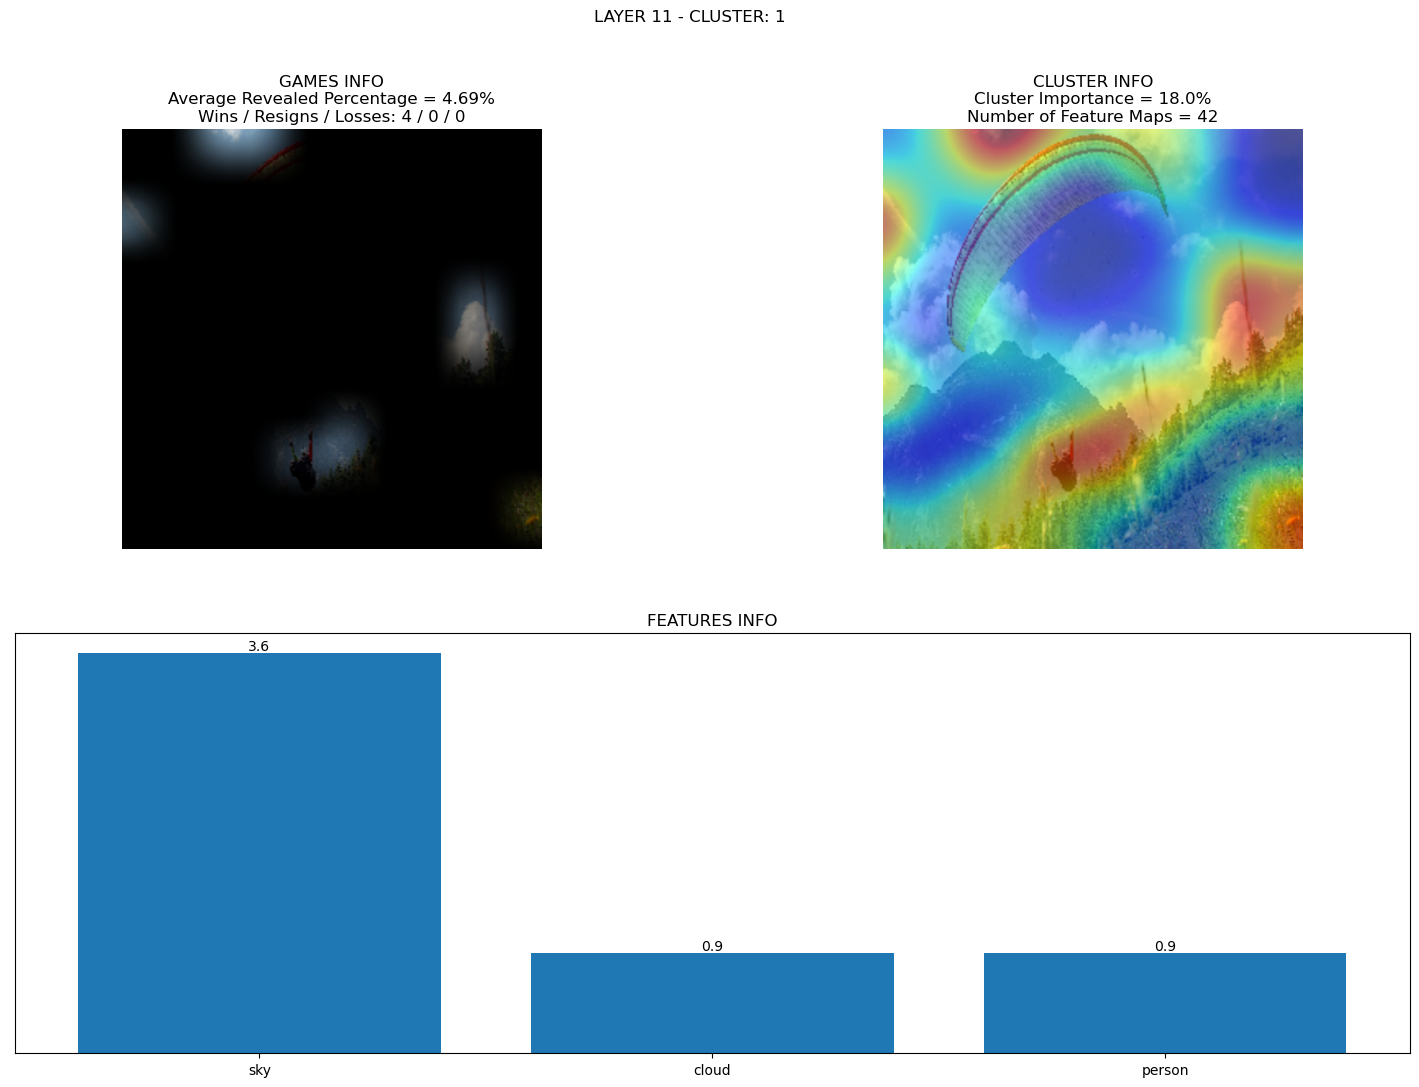 LAYER 11 - CLUSTER: 1
GAMES INFO
Average Revealed Percentage = 4.69%
Wins / Resigns / Losses: 4 / 0 / 0
CLUSTER INFO
Cluster Importance = 18.0%
Number of Feature Maps = 42
FEATURES INFO
3.6
0.9
0.9
sky
cloud
person